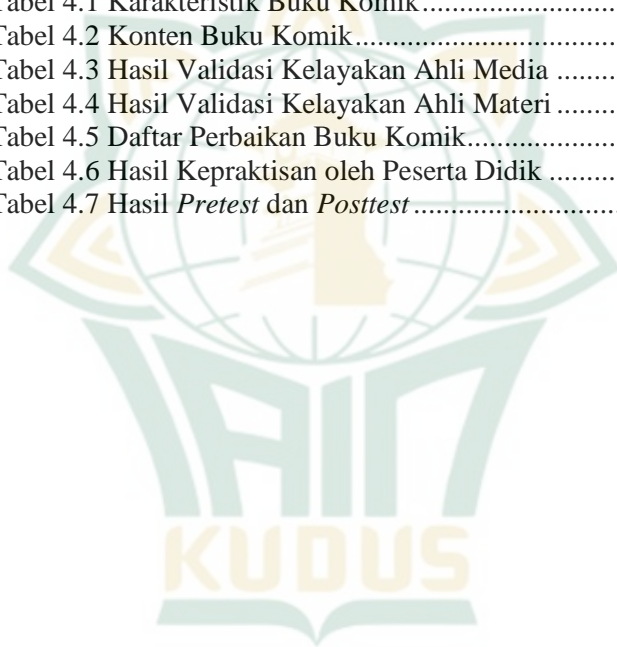 Tabel 4.1 Karakteristik Buku Komik..........................
Tabel 4.2 Konten Buku Komik...................................
Tabel 4.3 Hasil Validasi Kelayakan Ahli Media ........
Tabel 4.4 Hasil Validasi Kelayakan Ahli Materi ........
Tabel 4.5 Daftar Perbaikan Buku Komik....................
Tabel 4.6 Hasil Kepraktisan oleh Peserta Didik .........
Tabel 4.7 Hasil Pretest dan Posttest ...........................
IAIN
KUDUS